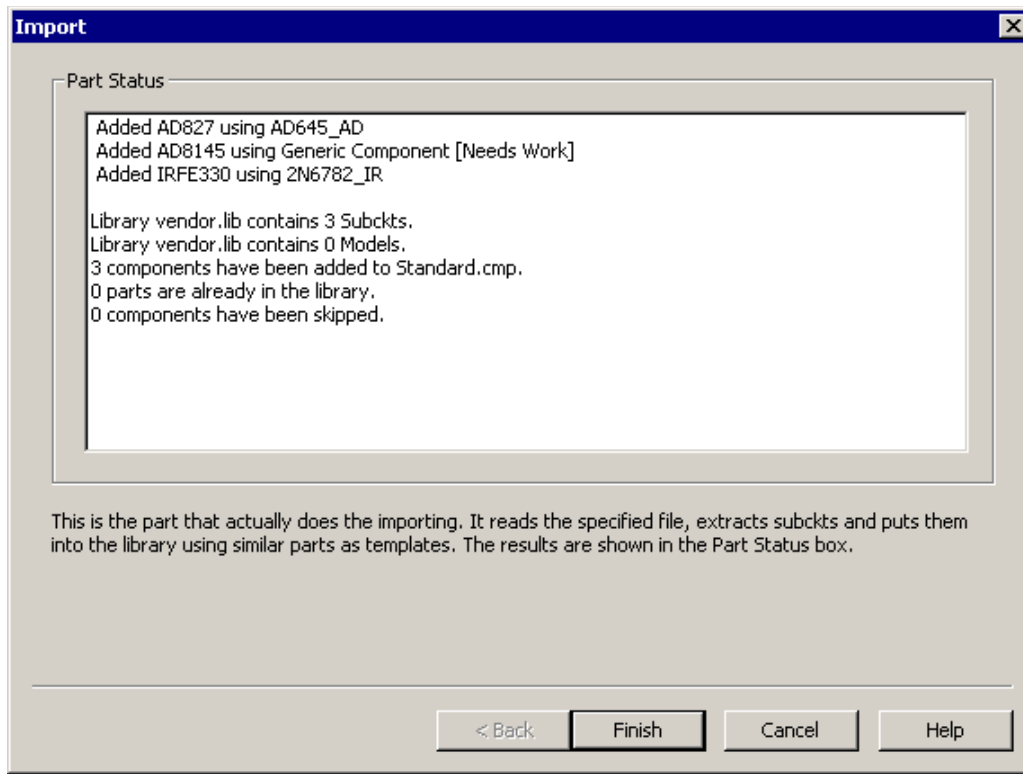 Import
Part Status
Added AD827 using AD645_AD
Added AD8145 using Generic Component [Needs Work]
Added IRFE330 using 2N6782_IR
Library vendor.lib contains 3 Subckts.
Library vendor.lib contains 0 Models.
3 components have been added to Standard.cmp.
0 parts are already in the library.
0 components have been skipped.
This is the part that actually does the importing. It reads the specified file, extracts subckts and puts them
into the library using similar parts as templates. The results are shown in the Part Status box.
< Back Finish Cancel Help